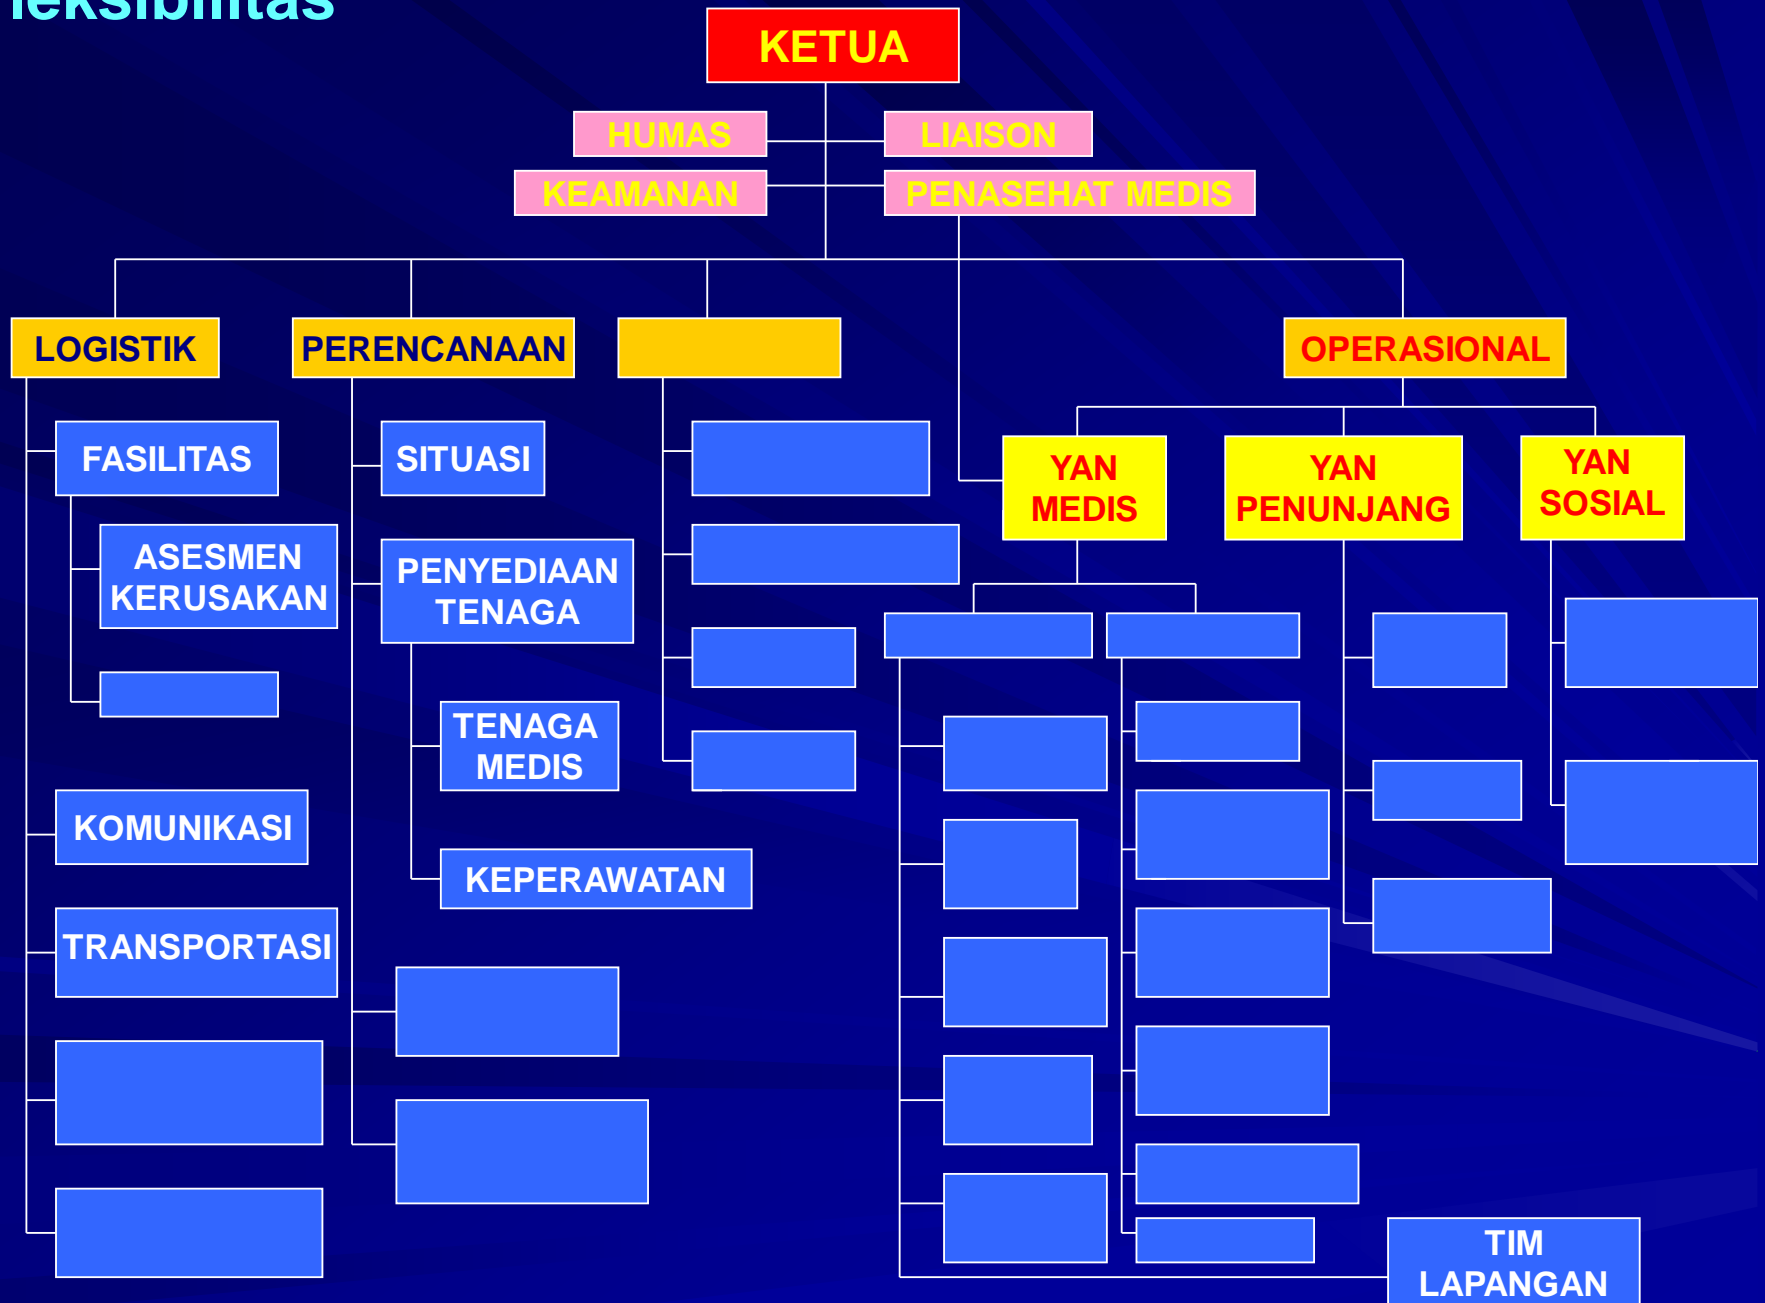 leksibilitas
KETUA
HUMAS
LIAISON
KEAMANAN
PENASEHAT MEDIS
LOGISTIK
PERENCANAAN
OPERASIONAL
FASILITAS
SITUASI
YAN
MEDIS
YAN
PENUNJANG
YAN
SOSIAL
ASESMEN
KERUSAKAN
PENYEDIAAN
TENAGA
TENAGA
MEDIS
KOMUNIKASI
KEPERAWATAN
TRANSPORTASI
TIM
LAPANGAN